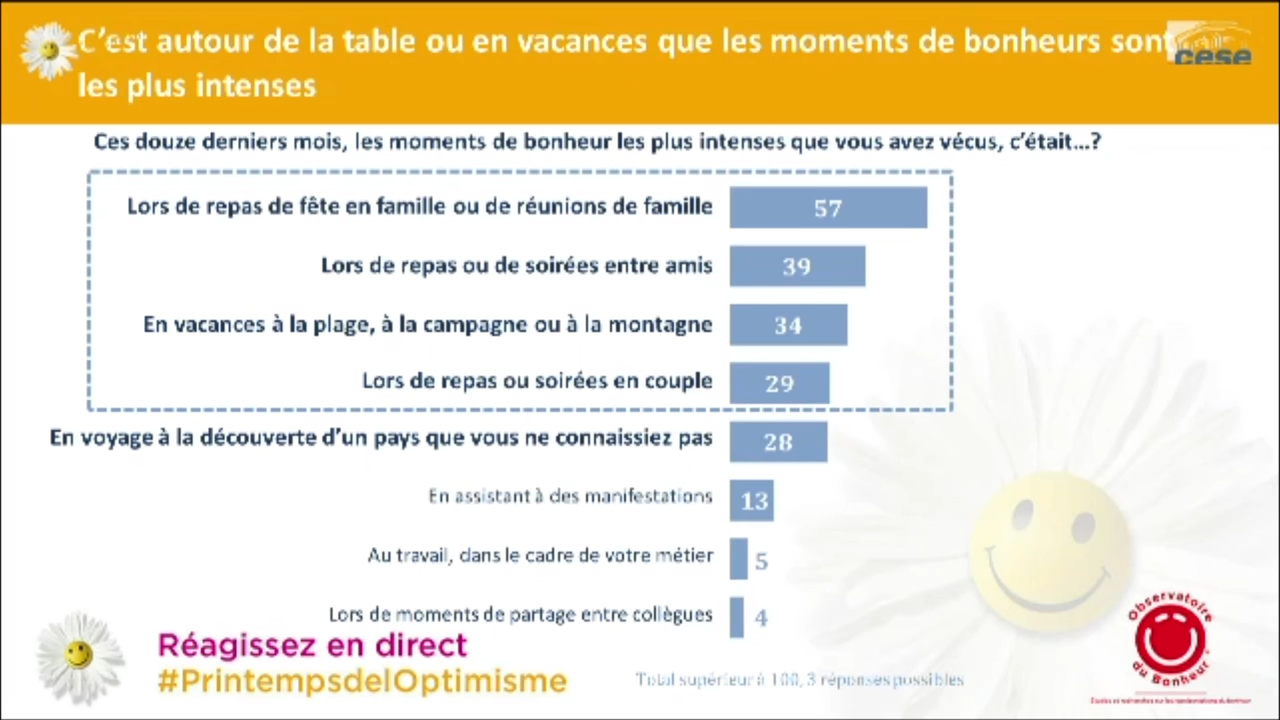 C'est autour de la table ou en vacances que les moments de bonheurs sont
les plus intenses
cese
Ces douze derniers mois, les moments de bonheur les plus intenses que vous avez vécus, c'était...?
Lors de repas de fête en famille ou de réunions de famille 57
Lors de repas ou de soirées entre amis 39
En vacances à la plage, à la campagne ou à la montagne 34
Lors de repas ou soirées en couple 29
En voyage à la découverte d'un pays que vous ne connaissiez pas 28
En assistant à des manifestations 13
Au travail, dans le cadre de votre métier 5
Lors de moments de partage entre collègues 4
Réagissez en direct
#PrintempsdelOptimisme
Total supérieur à 100, 3 réponses possibles
Observatoire
du Bonheur